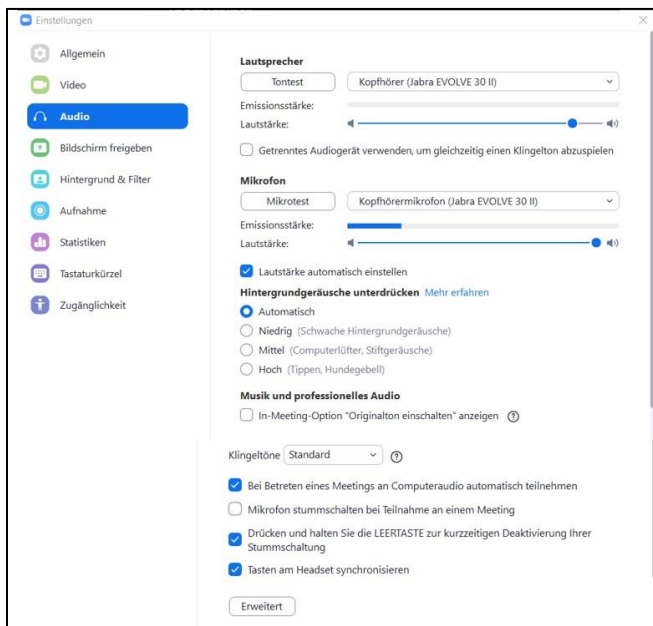 Einstellungen
Allgemein
Video
Audio
Bildschirm freigeben
Hintergrund & Filter
Aufnahme
Statistiken
Tastaturkürzel
Zugänglichkeit
Lautsprecher
Tontest Kopfhörer (Jabra EVOLVE 30 II)
Emissionsstärke:
Lautstärke:
Getrenntes Audiogerät verwenden, um gleichzeitig einen Klingelton abzuspielen
Mikrofon
Mikrotest Kopfhörermikrofon (Jabra EVOLVE 30 II)
Emissionsstärke:
Lautstärke:
Lautstärke automatisch einstellen
Hintergrundgeräusche unterdrücken Mehr erfahren
Automatisch
Niedrig (Schwache Hintergrundgeräusche)
Mittel (Computerlüfter, Stiftgeräusche)
Hoch (Tippen, Hundegebell)
Musik und professionelles Audio
In-Meeting-Option "Originalton einschalten" anzeigen ?
Klingeltöne Standard ?
Bei Betreten eines Meetings an Computeraudio automatisch teilnehmen
Mikrofon stummschalten bei Teilnahme an einem Meeting
Drücken und halten Sie die LEERTASTE zur kurzzeitigen Deaktivierung Ihrer
Stummschaltung
Tasten am Headset synchronisieren
Erweitert